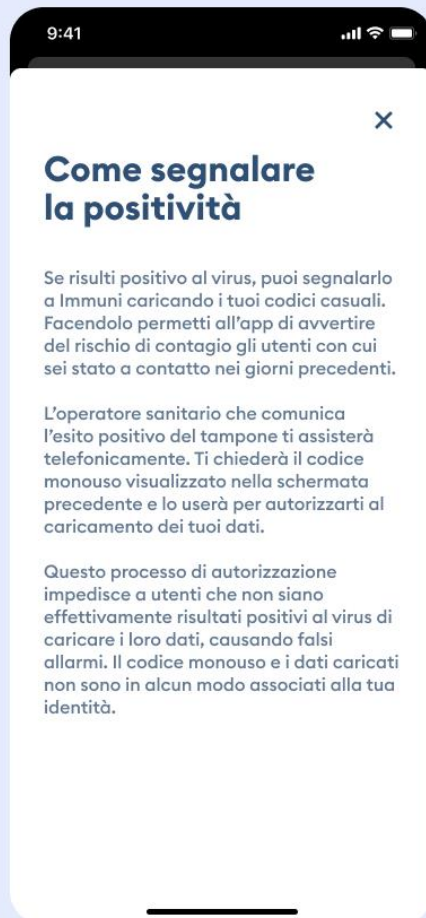 9:41
Come segnalare
la positività
Se risulti positivo al virus, puoi segnalarlo
a Immuni caricando i tuoi codici casuali.
Facendolo permetti all'app di avvertire
del rischio di contagio gli utenti con cui
sei stato a contatto nei giorni precedenti.
L'operatore sanitario che comunica
l'esito positivo del tampone ti assisterà
telefonicamente. Ti chiederà il codice
monouso visualizzato nella schermata
precedente e lo userà per autorizzarti al
caricamento dei tuoi dati.
Questo processo di autorizzazione
impedisce a utenti che non siano
effettivamente risultati positivi al virus di
caricare i loro dati, causando falsi
allarmi. Il codice monouso e i dati caricati
non sono in alcun modo associati alla tua
identità.